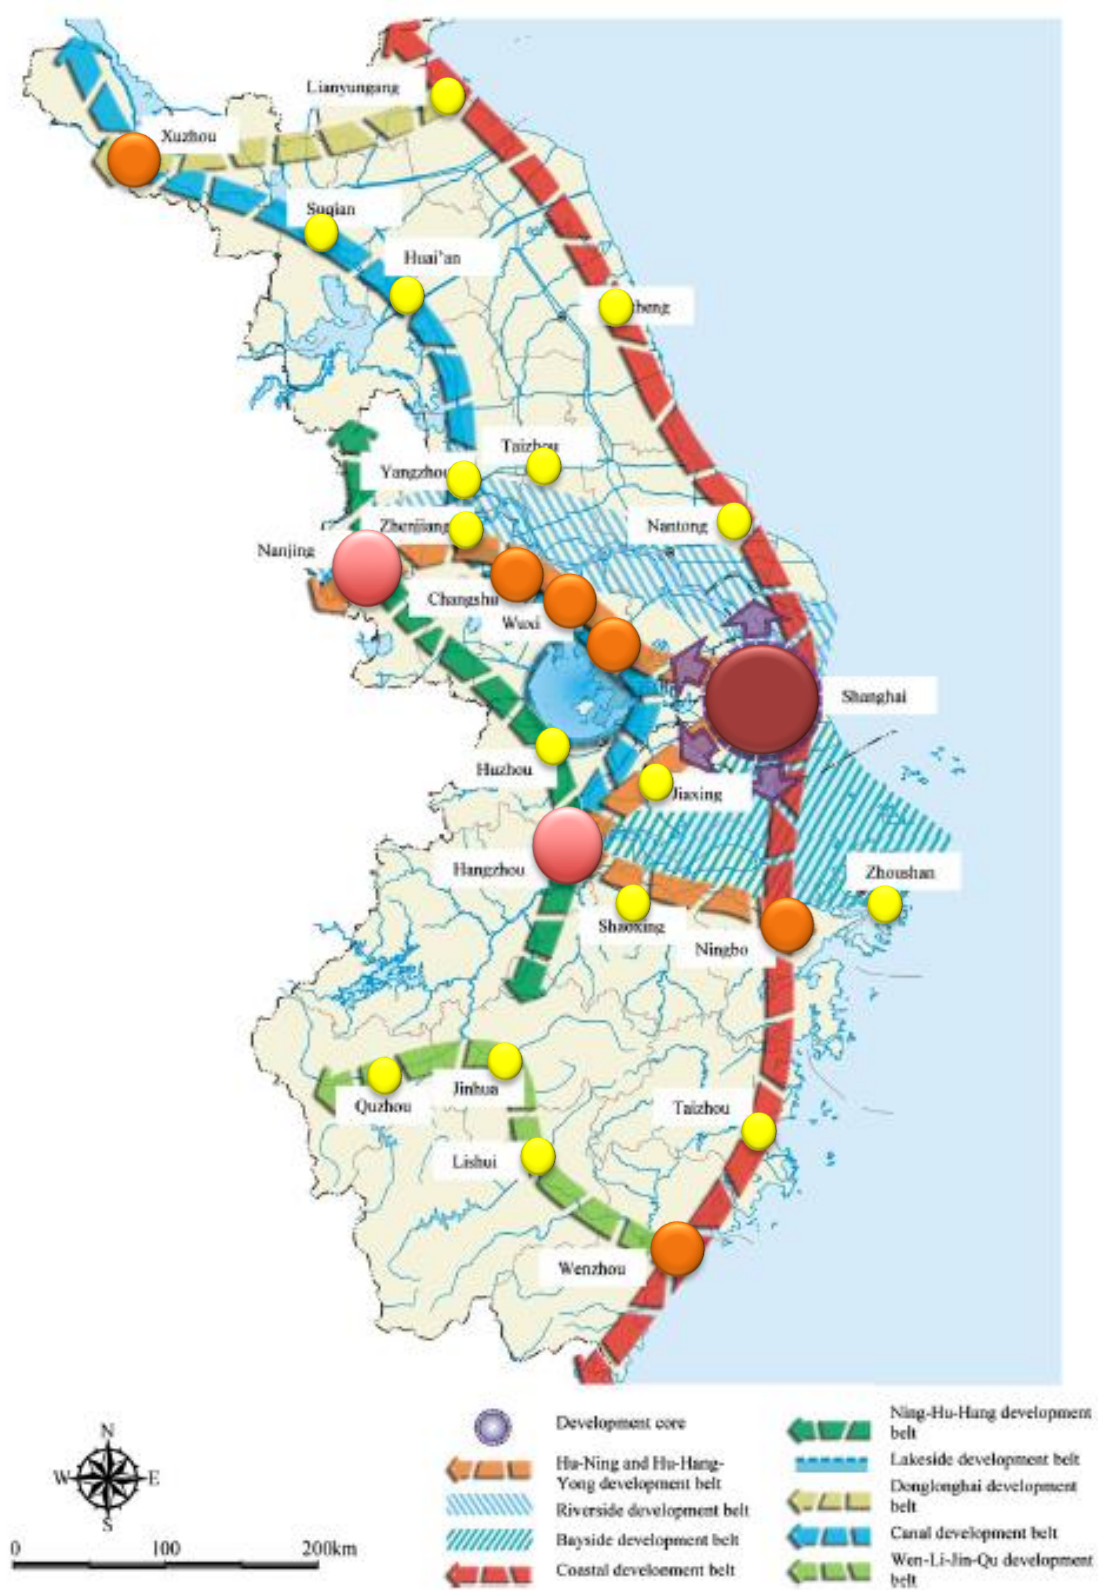 Lianyungang
Xuzhou
Suqian
Huai'an
cheng
Taizhou
Yangzhou
Zhenjiang
Nantong
Nanjing
Changshu
Wuxi
Shanghai
Huzhou
Jiaxing
Hangzhou
Zhoushan
Shaoxing
Ningbo
Jinhua
Quzhou
Taizhou
Lishui
Wenzhou
N
W E
S
0 100 200km
Development core
Hu-Ning and Hu-Hang-
Yong development belt
Riverside development belt
Bayside development belt
Coastal development belt
Ning-Hu-Hang development
belt
Lakeside development belt
Donglonghai development
belt
Canal development belt
Wen-Li-Jin-Qu development
belt